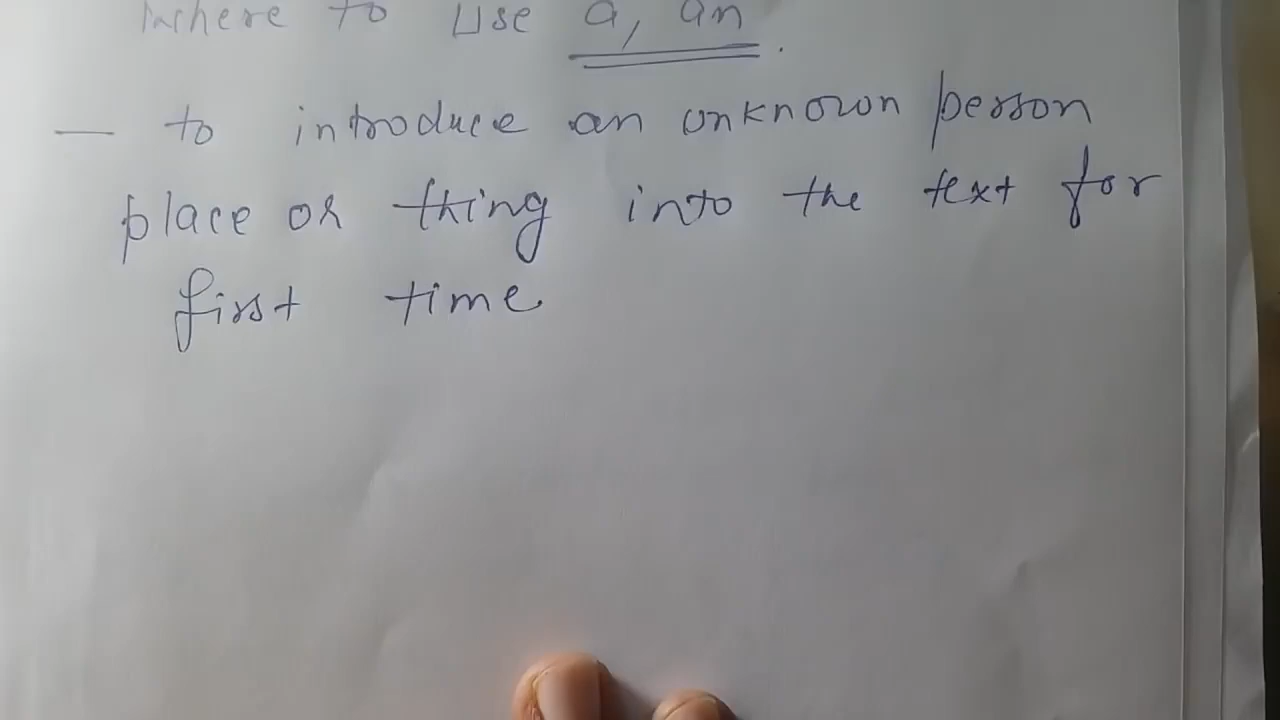 Where to Use a, an.
— to introduce an unknown person
place or thing into the text for
first time